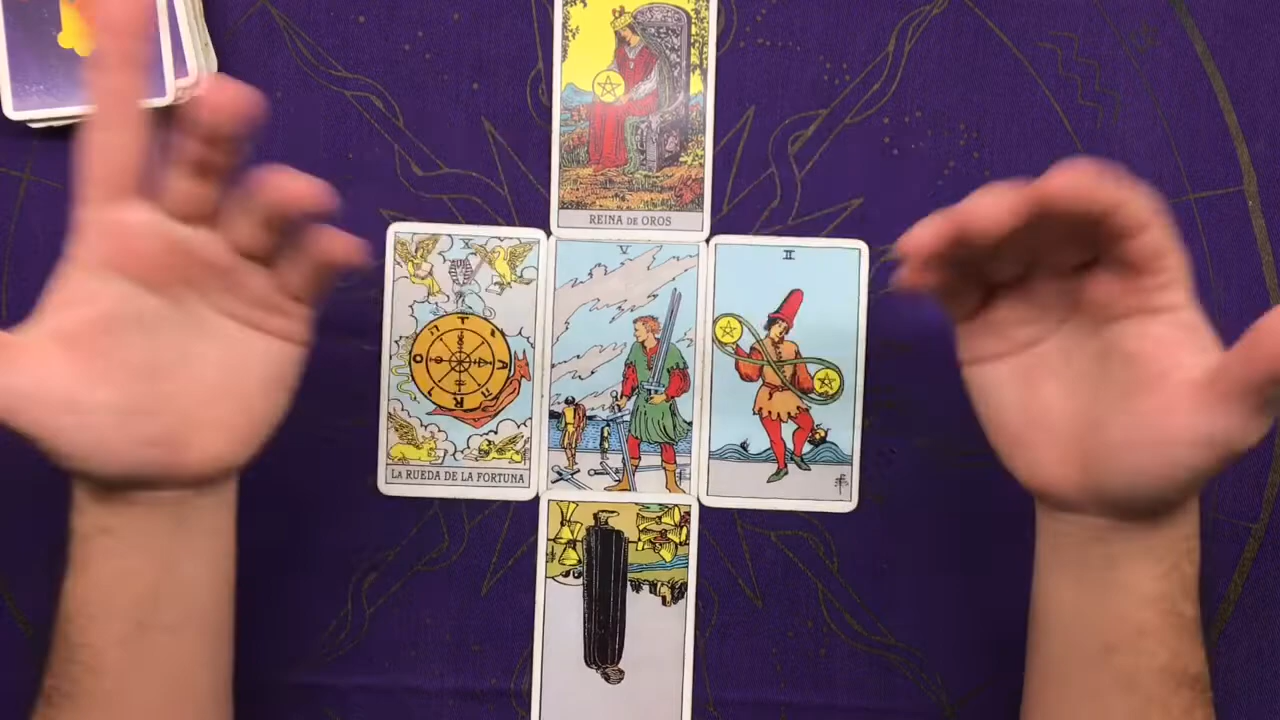 REINA DE OROS
X
V
II
LA RUEDA DE LA FORTUNA